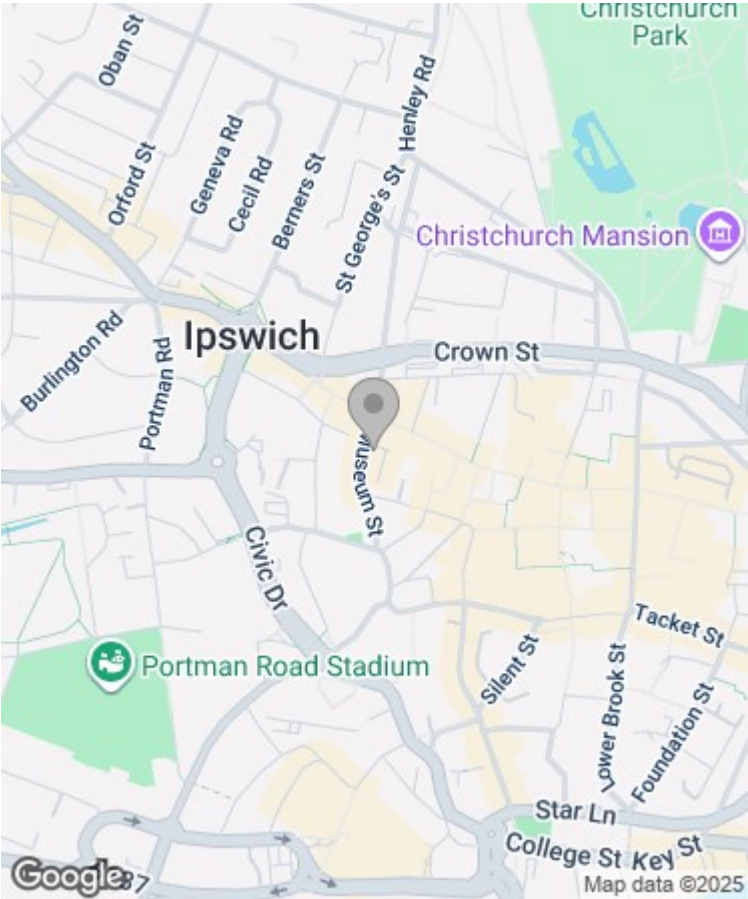 Christchurch
Park
Oban St
Henley Rd
Geneva Rd
Cecil Rd
Orford St
Berners St
St George's St
Christchurch Mansion
Ipswich
Crown St
Burlington Rd
Portman Rd
Museum St
Civic Dr
Tacket St
Silent St
Portman Road Stadium
Lower Brook St
Foundation St
Star Ln
College St
Key St
Google
Map data ©2025